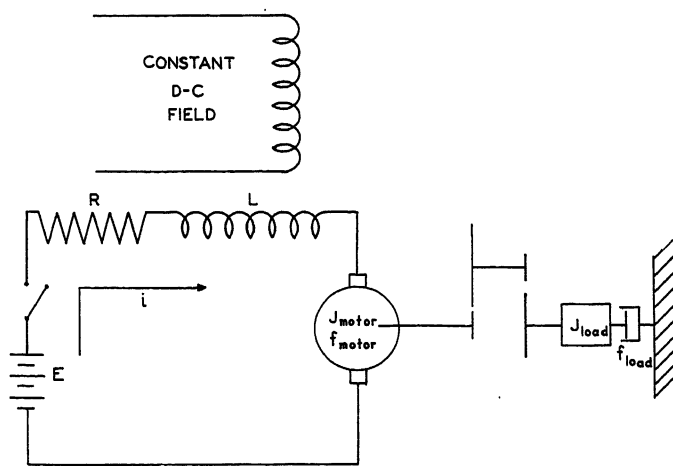 CONSTANT
D-C
FIELD
R
L
i
E
Jmotor
fmotor
Jload
fload